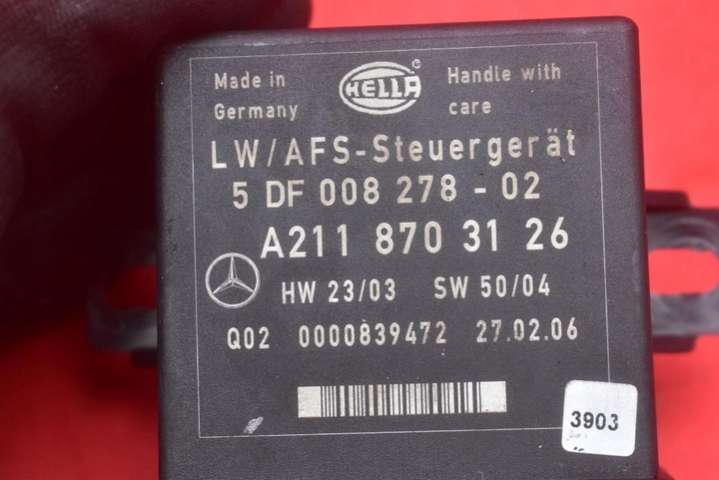 Made in
Germany
HELLA
®
Handle with
care
LW/AFS-Steuergerät
5 DF 008 278 - 02
A211 870 31 26
HW 23/03 SW 50/04
Q02 0000839472 27.02.06
3903